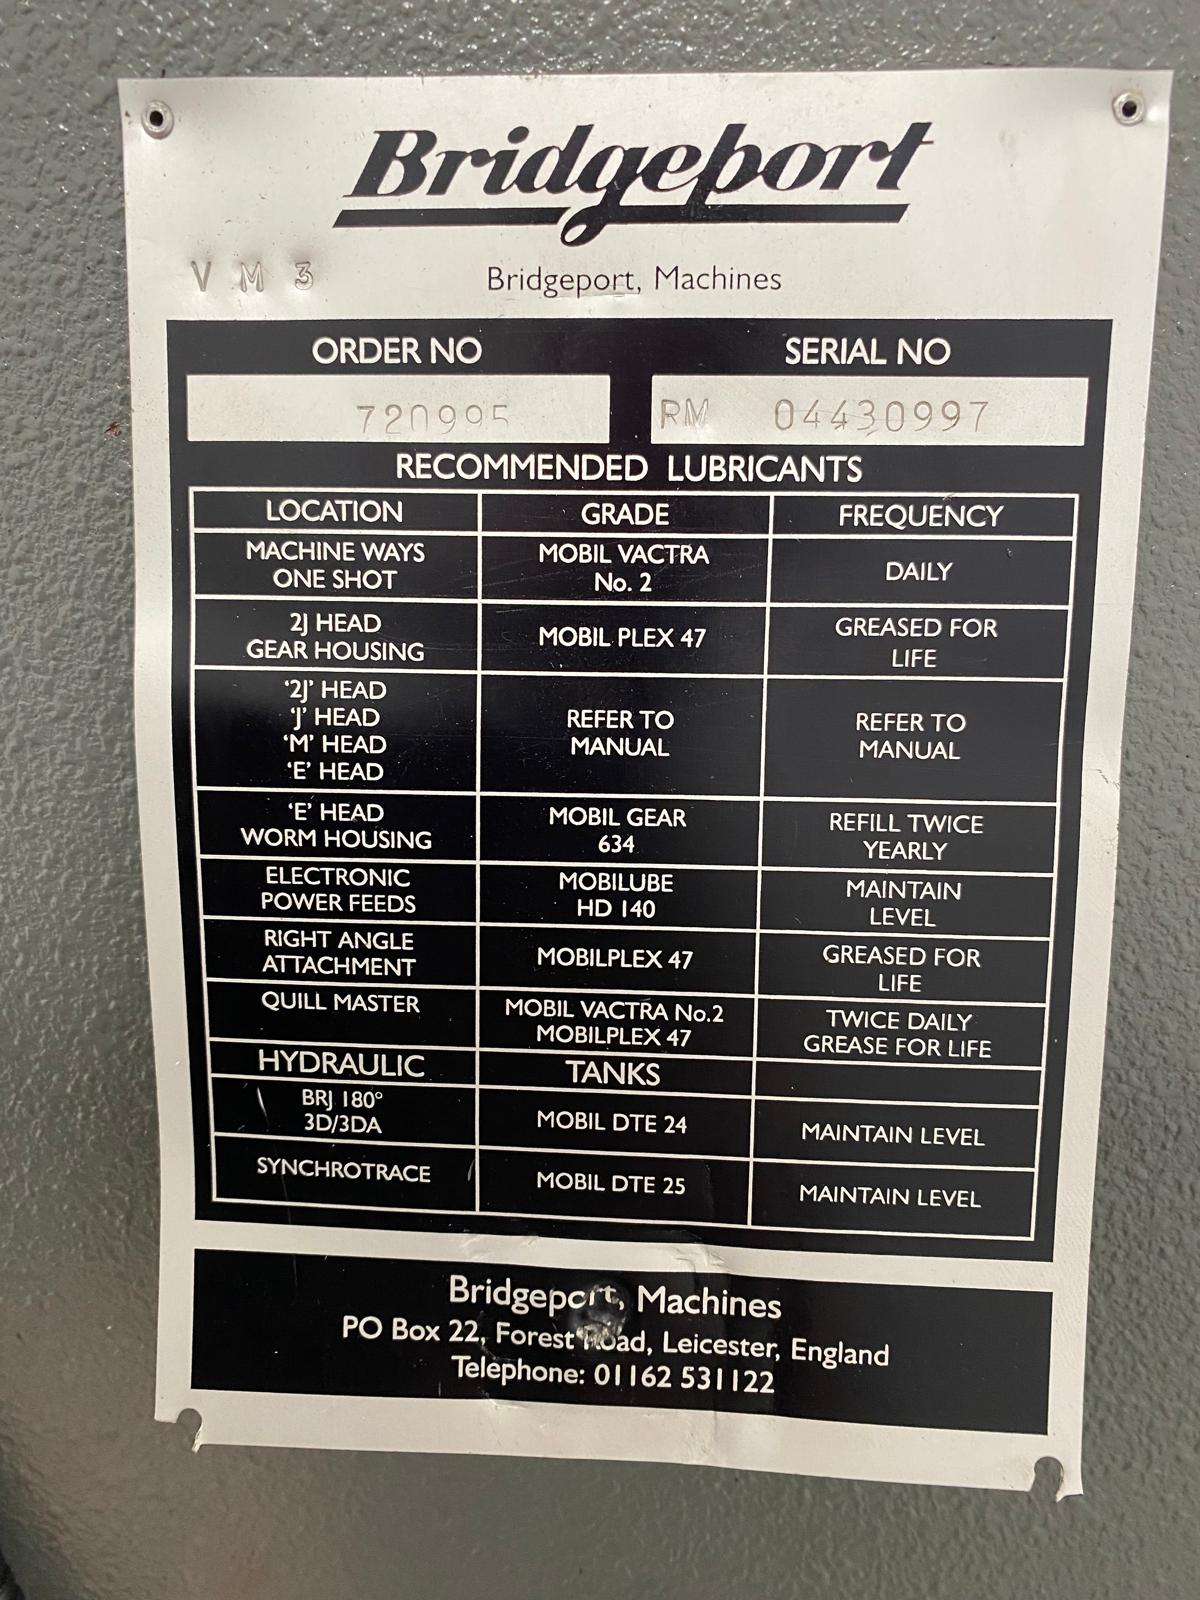 Bridgeport
VM3
Bridgeport, Machines
ORDER NO
SERIAL NO
720995
RM 04430997
RECOMMENDED LUBRICANTS
LOCATION GRADE FREQUENCY
MACHINE WAYS
ONE SHOT
MOBIL VACTRA
No. 2
DAILY
2J HEAD
GEAR HOUSING
MOBIL PLEX 47
GREASED FOR
LIFE
'2J' HEAD
'J' HEAD
'M' HEAD
'E' HEAD
REFER TO
MANUAL
REFER TO
MANUAL
'E' HEAD
WORM HOUSING
MOBIL GEAR
634
REFILL TWICE
YEARLY
ELECTRONIC
POWER FEEDS
MOBILUBE
HD 140
MAINTAIN
LEVEL
RIGHT ANGLE
ATTACHMENT
MOBILPLEX 47
GREASED FOR
LIFE
QUILL MASTER
MOBIL VACTRA No.2
MOBILPLEX 47
TWICE DAILY
GREASE FOR LIFE
HYDRAULIC TANKS
BRJ 180°
3D/3DA
MOBIL DTE 24
MAINTAIN LEVEL
SYNCHROTRACE
MOBIL DTE 25
MAINTAIN LEVEL
Bridgeport, Machines
PO Box 22, Forest Road, Leicester, England
Telephone: 01162 531122